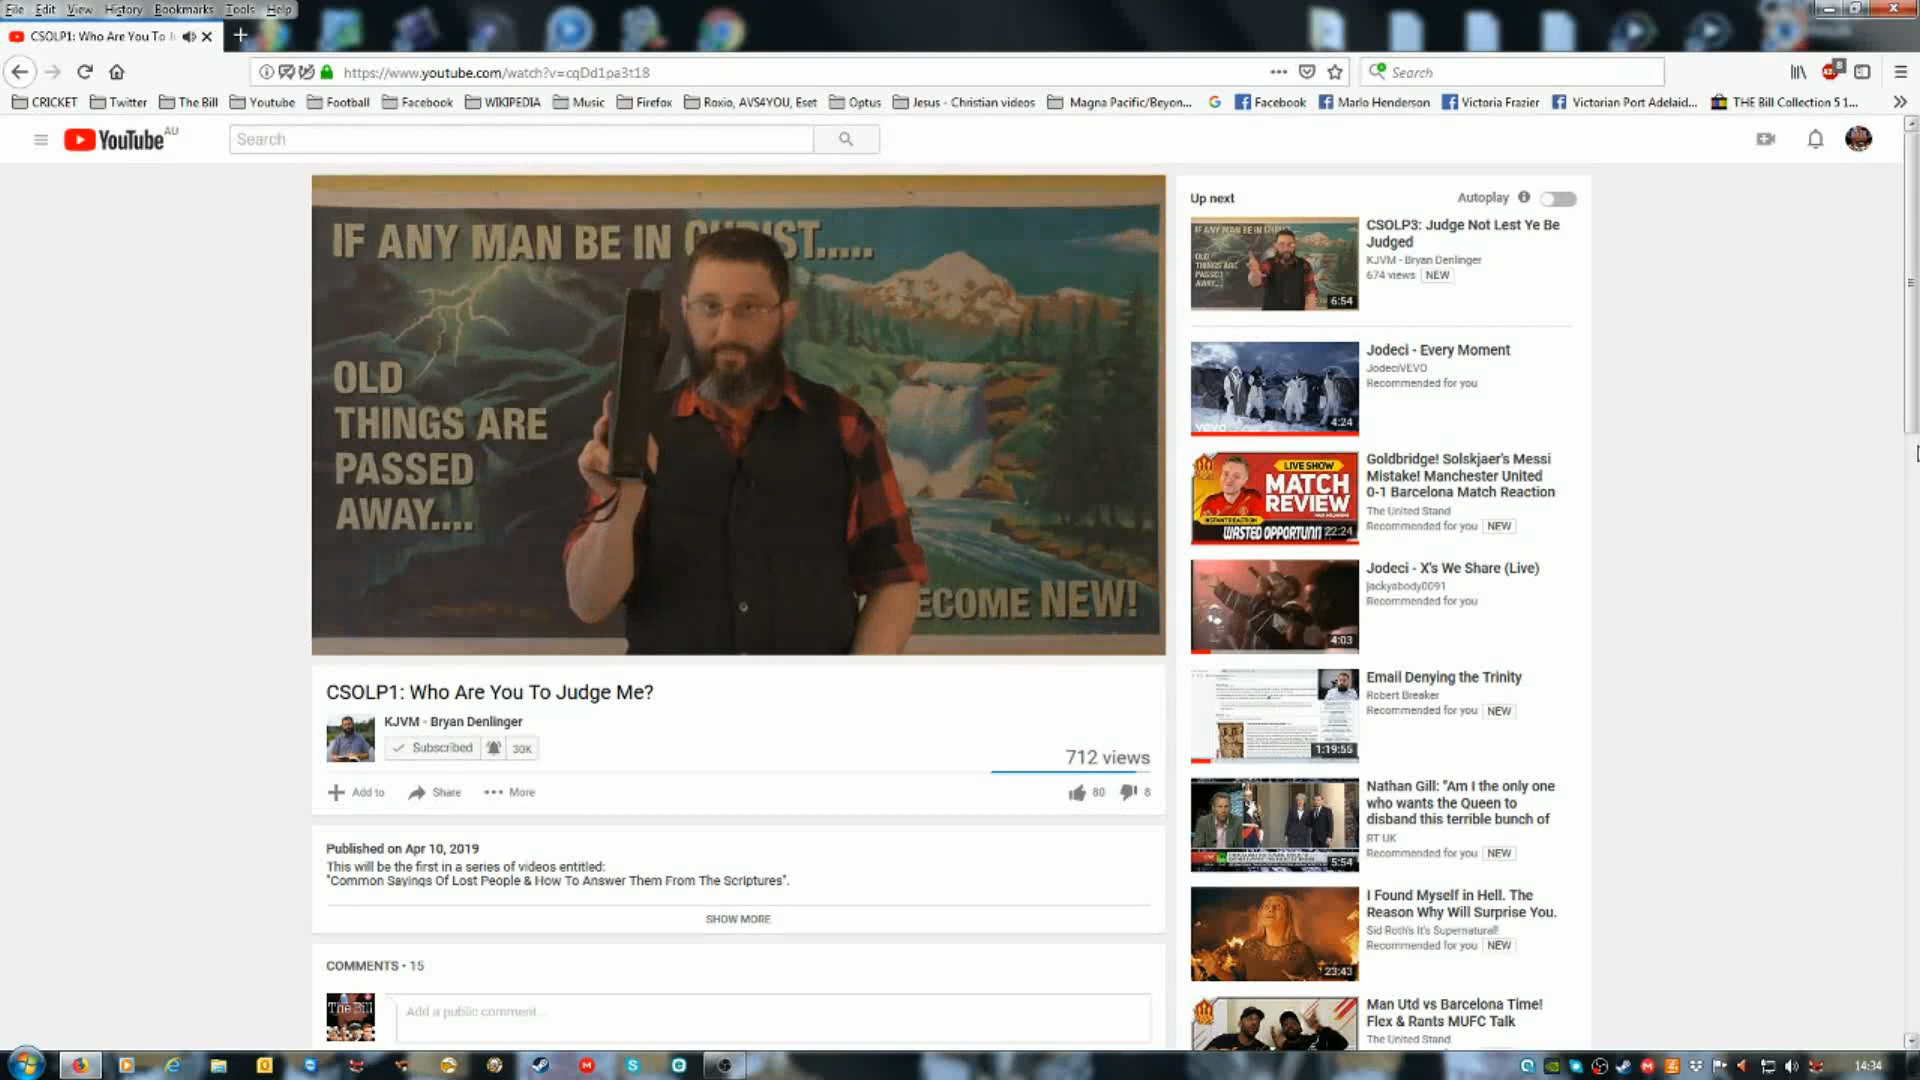 File Edit View History Bookmarks Tools Help
CSOLP1: Who Are You To J
https://www.youtube.com/watch?v=cqDd1pa3t18
Search
8
CRICKET Twitter The Bill Youtube Football Facebook WIKIPEDIA Music Firefox Roxio, AVS4YOU, Eset Optus Jesus - Christian videos Magna Pacific/Beyon... Facebook Marlo Henderson Victoria Frazier Victorian Port Adelaid... THE Bill Collection 5 1...
YouTube AU
Search
IF ANY MAN BE IN CHRIST.....
OLD
THINGS ARE
PASSED
AWAY....
ECOME NEW!
CSOLP1: Who Are You To Judge Me?
KJVM - Bryan Denlinger
Subscribed 30K
712 views
Add to Share More
80 8
Published on Apr 10, 2019
This will be the first in a series of videos entitled:
"Common Sayings Of Lost People & How To Answer Them From The Scriptures".
SHOW MORE
COMMENTS • 15
The Bill
Add a public comment...
Up next
Autoplay
6:54
CSOLP3: Judge Not Lest Ye Be
Judged
KJVM - Bryan Denlinger
674 views NEW
vevo
4:24
Jodeci - Every Moment
JodeciVEVO
Recommended for you
LIVE SHOW
MATCH
REVIEW
INSTANT REACTION
WASTED OPPORTUNIT
22:24
Goldbridge! Solskjaer's Messi
Mistake! Manchester United
0-1 Barcelona Match Reaction
The United Stand
Recommended for you NEW
4:03
Jodeci - X's We Share (Live)
jackyabody0091
Recommended for you
1:19:55
Email Denying the Trinity
Robert Breaker
Recommended for you NEW
5:54
Nathan Gill: "Am I the only one
who wants the Queen to
disband this terrible bunch of
RT UK
Recommended for you NEW
23:43
I Found Myself in Hell. The
Reason Why Will Surprise You.
Sid Roth's It's Supernatural!
Recommended for you NEW
Man Utd vs Barcelona Time!
Flex & Rants MUFC Talk
The United Stand
14:34